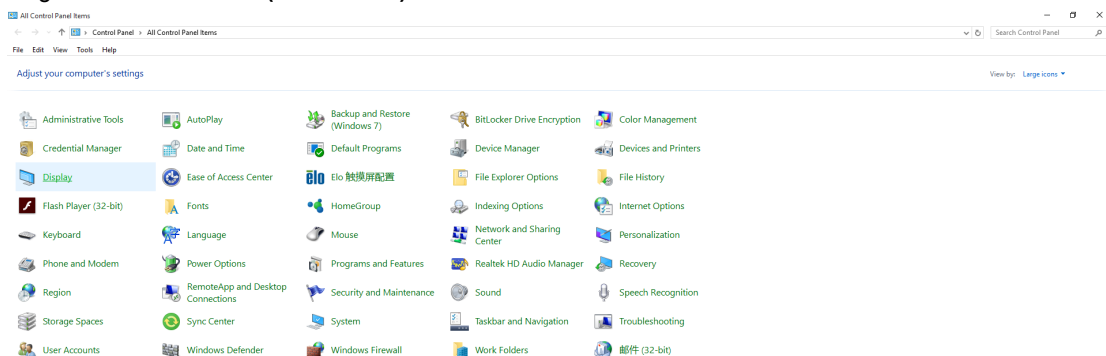 All Control Panel Items
Control Panel > All Control Panel Items
Search Control Panel
File Edit View Tools Help
Adjust your computer's settings
View by: Large icons
Administrative Tools
AutoPlay
Backup and Restore
(Windows 7)
BitLocker Drive Encryption
Color Management
Credential Manager
Date and Time
Default Programs
Device Manager
Devices and Printers
Display
Ease of Access Center
elo
Elo 触摸屏配置
File Explorer Options
File History
Flash Player (32-bit)
Fonts
HomeGroup
Indexing Options
Internet Options
Keyboard
Language
Mouse
Network and Sharing
Center
Personalization
Phone and Modem
Power Options
Programs and Features
Realtek HD Audio Manager
Recovery
Region
RemoteApp and Desktop
Connections
Security and Maintenance
Sound
Speech Recognition
Storage Spaces
Sync Center
System
Taskbar and Navigation
Troubleshooting
User Accounts
Windows Defender
Windows Firewall
Work Folders
邮件 (32-bit)